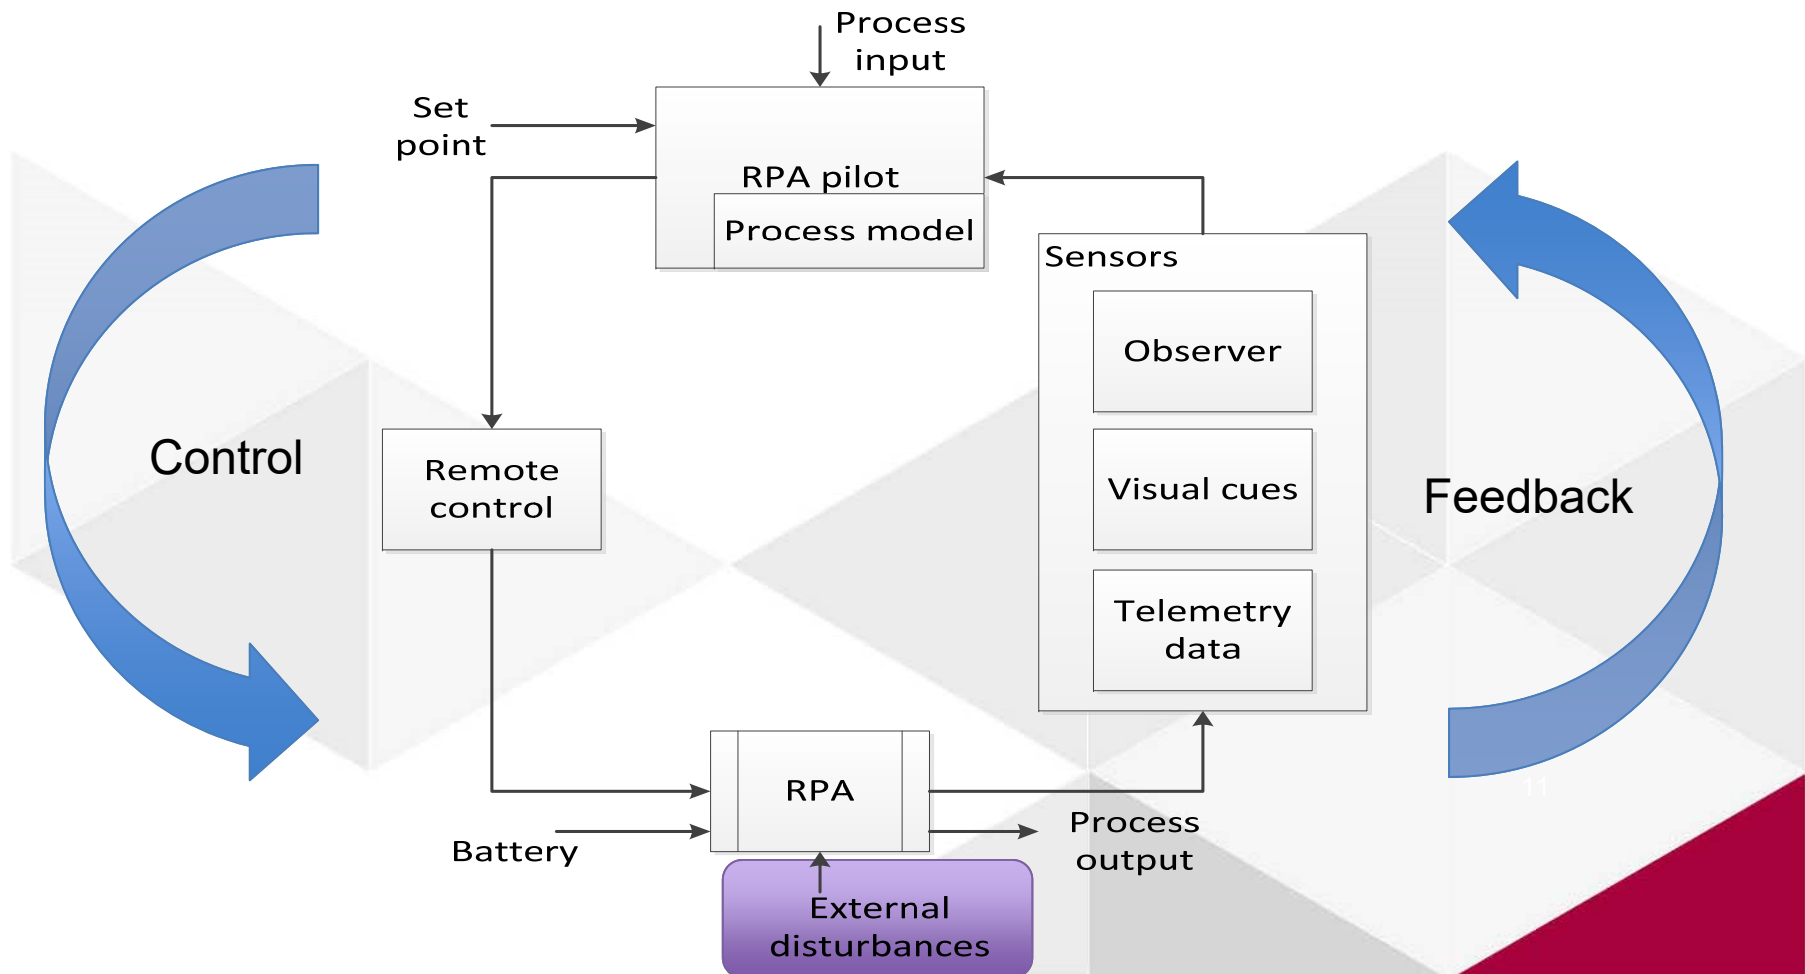 Process
input
Set
point
RPA pilot
Process model
Sensors
Observer
Control
Remote
control
Visual cues
Feedback
Telemetry
data
RPA
11
Battery
Process
output
External
disturbances